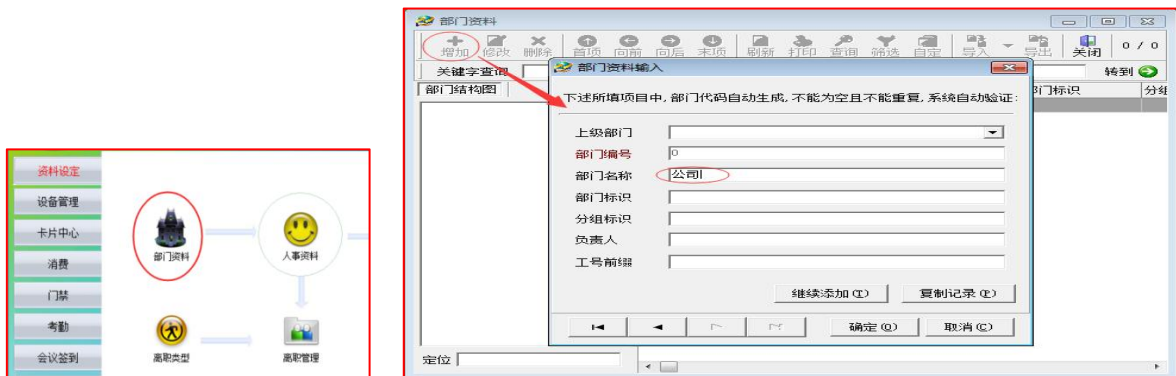 资料设定
设备管理
卡片中心
消费
门禁
考勤
会议签到
部门资料
人事资料
离职类型
离职管理
部门资料
增加 修改 删除 首项 向前 向后 末项 刷新 打印 查询 筛选 自定 导入 导出 关闭 0 / 0
关键字查询 转到
部门结构图 部门标识 分组
部门资料输入
下述所填项目中,部门代码自动生成,不能为空且不能重复,系统自动验证:
上级部门
部门编号 0
部门名称 公司
部门标识
分组标识
负责人
工号前缀
继续添加(T) 复制记录(P)
确定(O) 取消(C)
定位